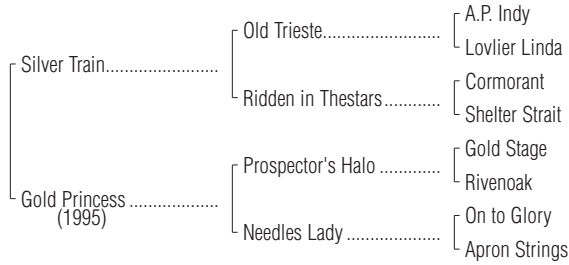 A.P. Indy
Old Trieste
Lovlier Linda
Silver Train
Cormorant
Ridden in Thestars
Shelter Strait
Gold Stage
Prospector's Halo
Rivenoak
Gold Princess
(1995)
On to Glory
Needles Lady
Apron Strings